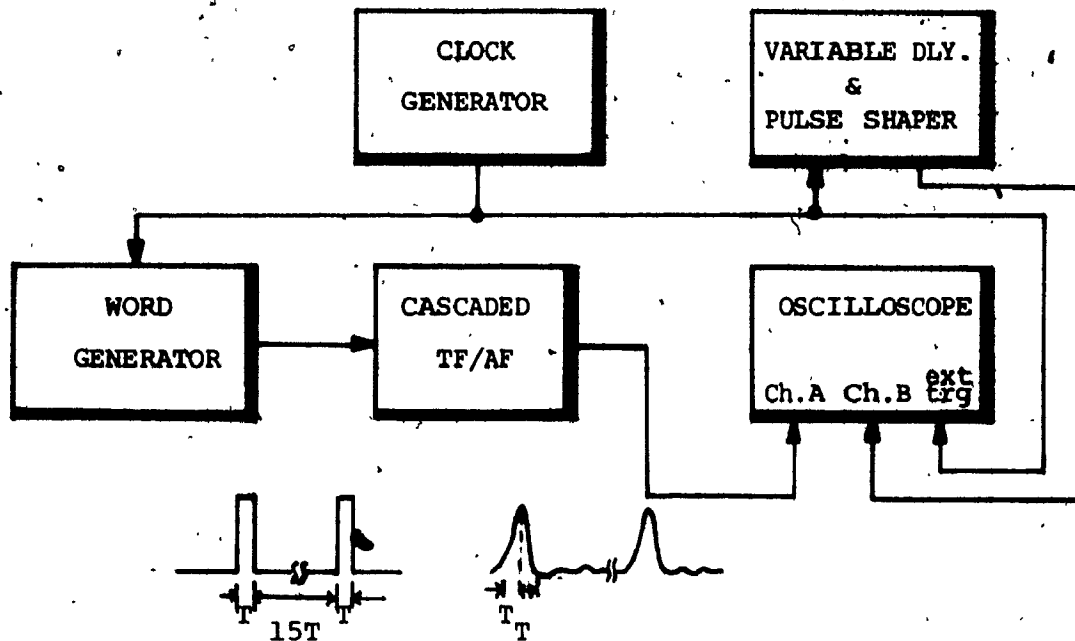 CLOCK
GENERATOR
VARIABLE DLY.
&
PULSE SHAPER
WORD
GENERATOR
CASCADED
TF/AF
OSCILLOSCOPE
Ch.A Ch.B ext trg
T
15T
T
T
T